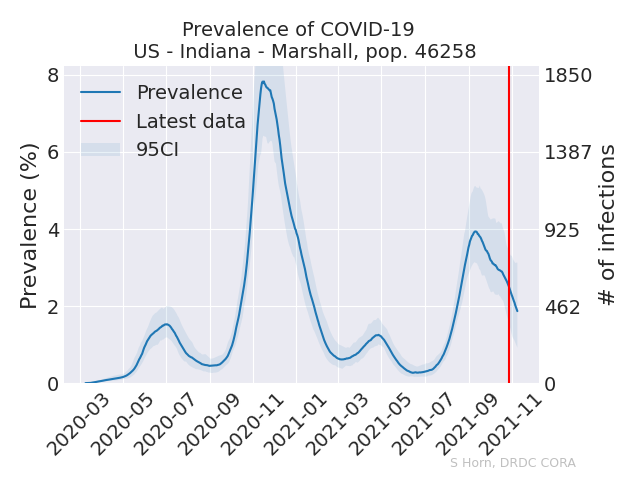 Prevalence of COVID-19
US - Indiana - Marshall, pop. 46258
Prevalence
Latest data
95CI
Prevalence (%)
8
6
4
2
0
1850
1387
925
462
0
# of infections
2020-03
2020-05
2020-07
2020-09
2020-11
2021-01
2021-03
2021-05
2021-07
2021-09
2021-11
S Horn, DRDC CORA